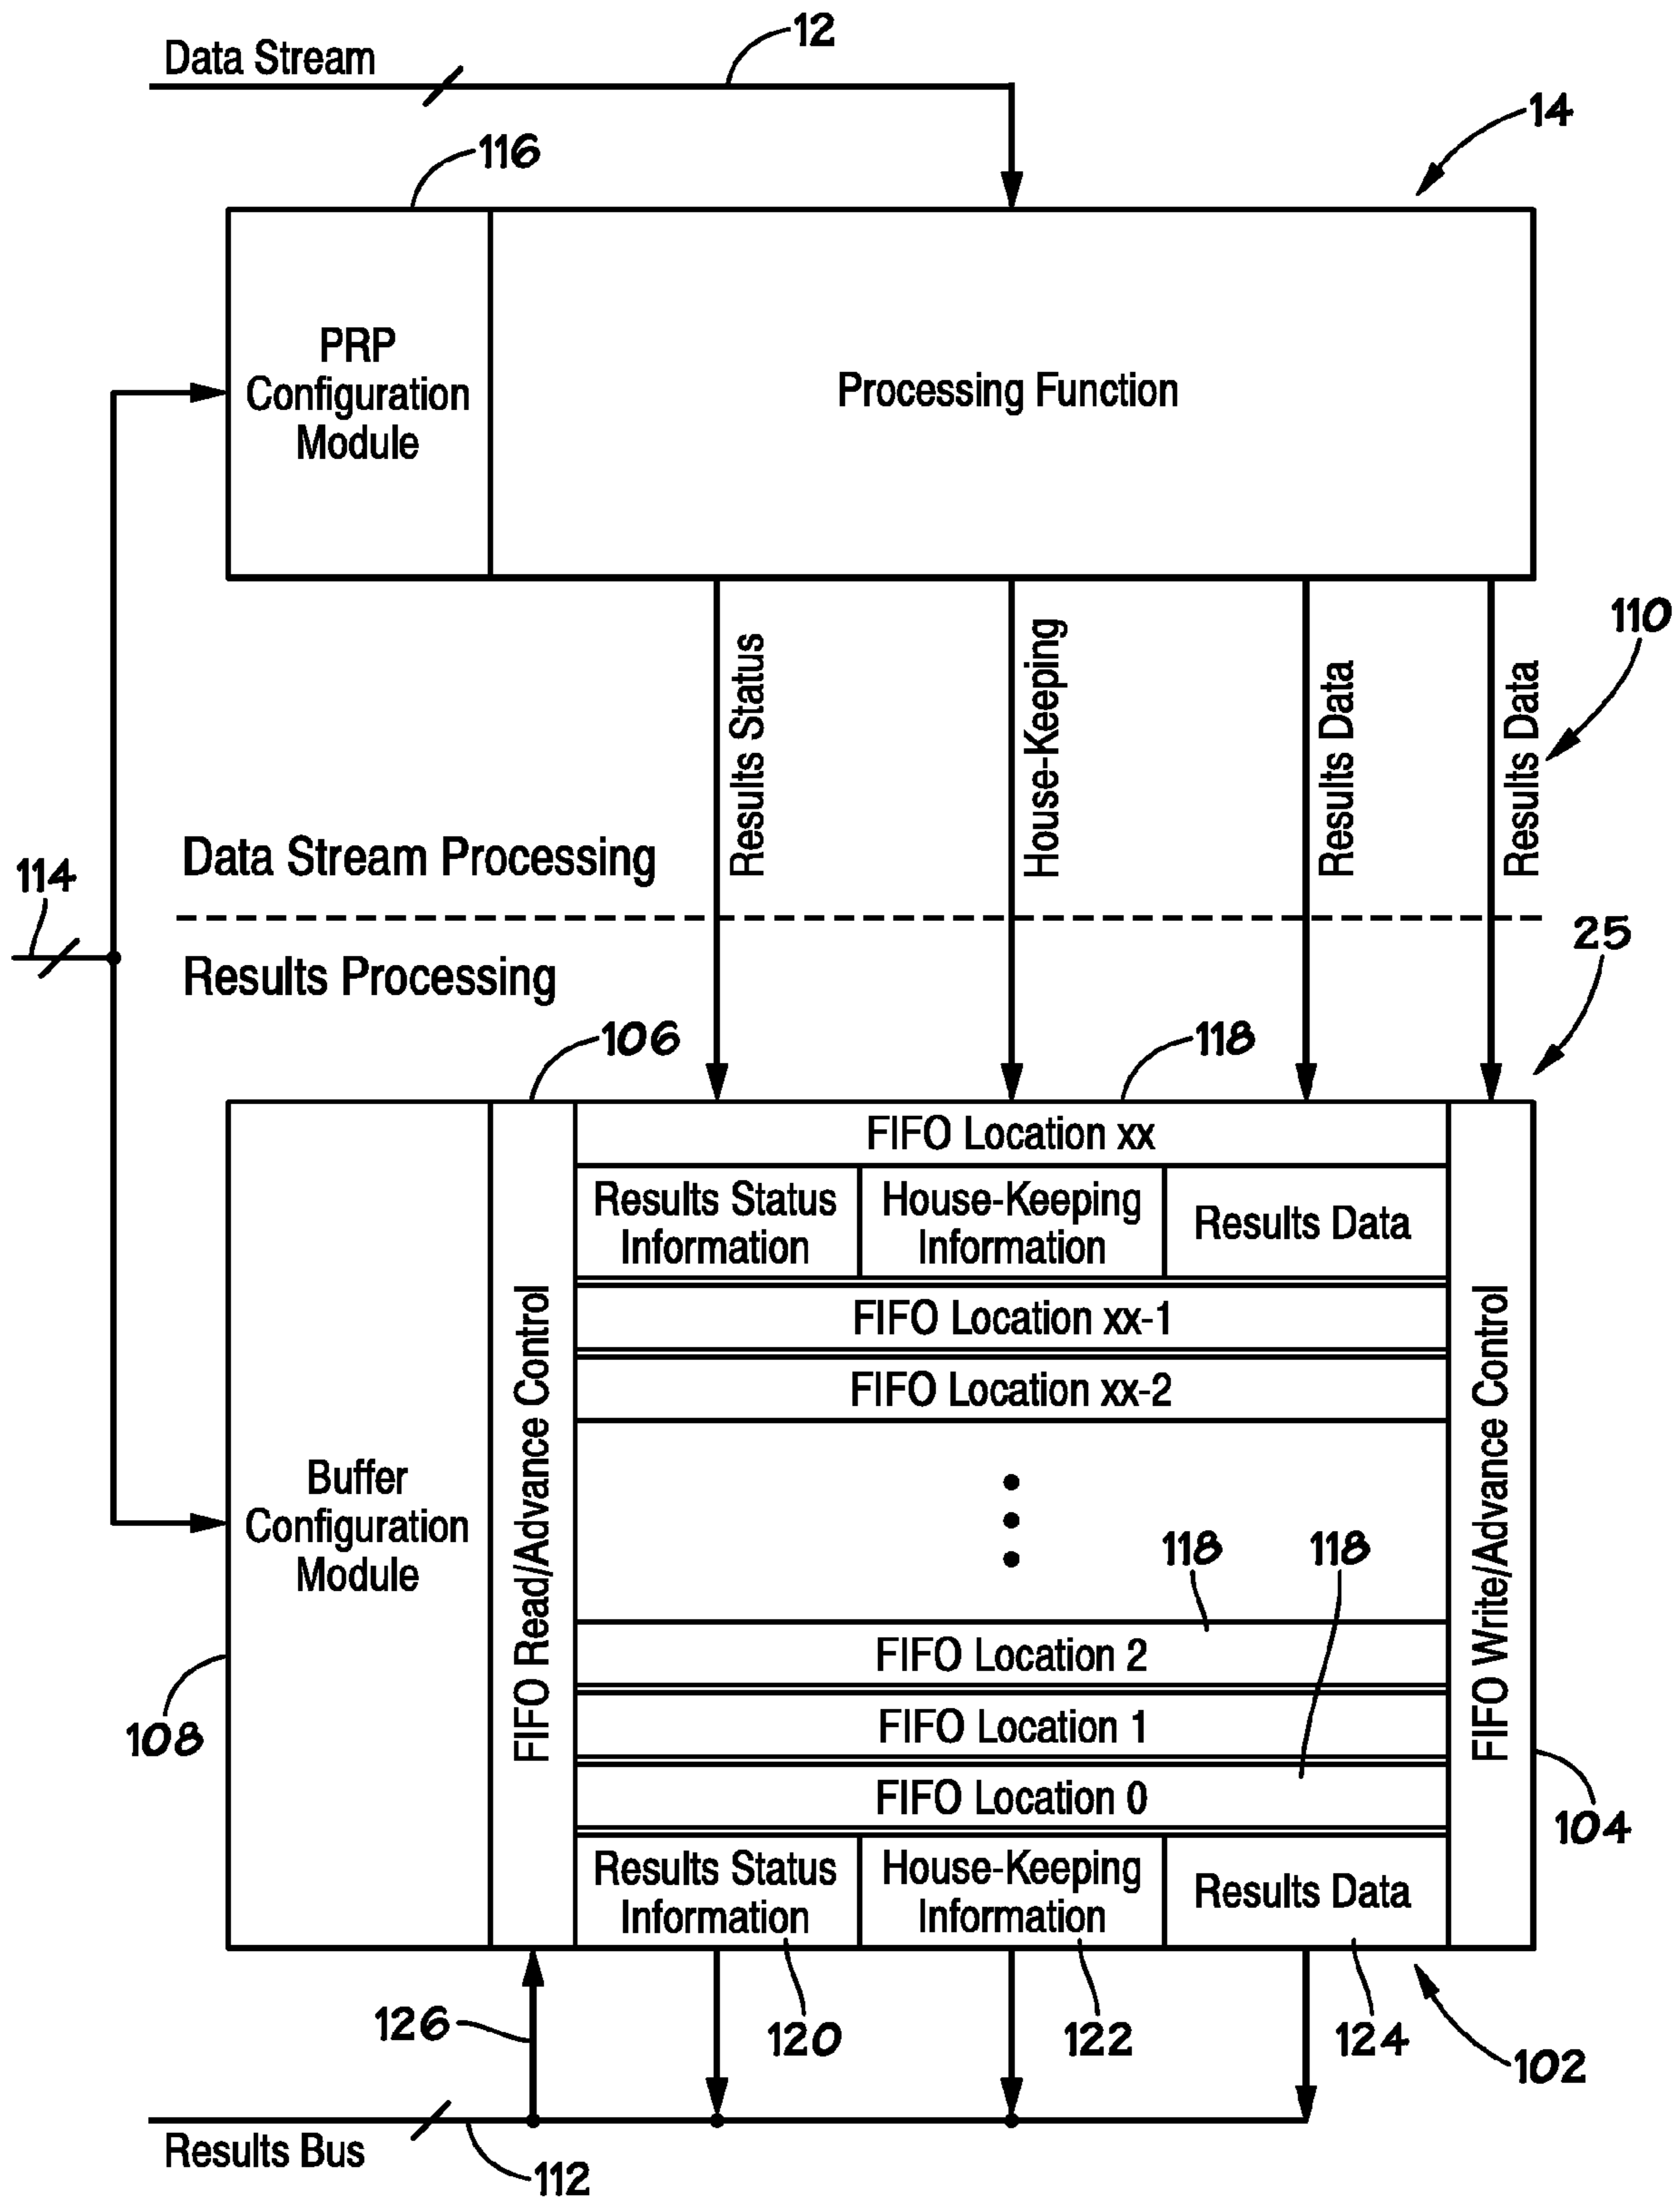 Data Stream
12
14
116
PRP
Configuration
Module
Processing Function
110
Results Status
House-Keeping
Results Data
Results Data
Data Stream Processing
114
Results Processing
25
106
118
FIFO Location xx
Results Status
Information
House-Keeping
Information
Results Data
FIFO Location xx-1
FIFO Location xx-2
FIFO Read/Advance Control
FIFO Write/Advance Control
Buffer
Configuration
Module
118
118
FIFO Location 2
108
FIFO Location 1
FIFO Location 0
104
Results Status
Information
House-Keeping
Information
Results Data
126
120
122
124
102
Results Bus
112